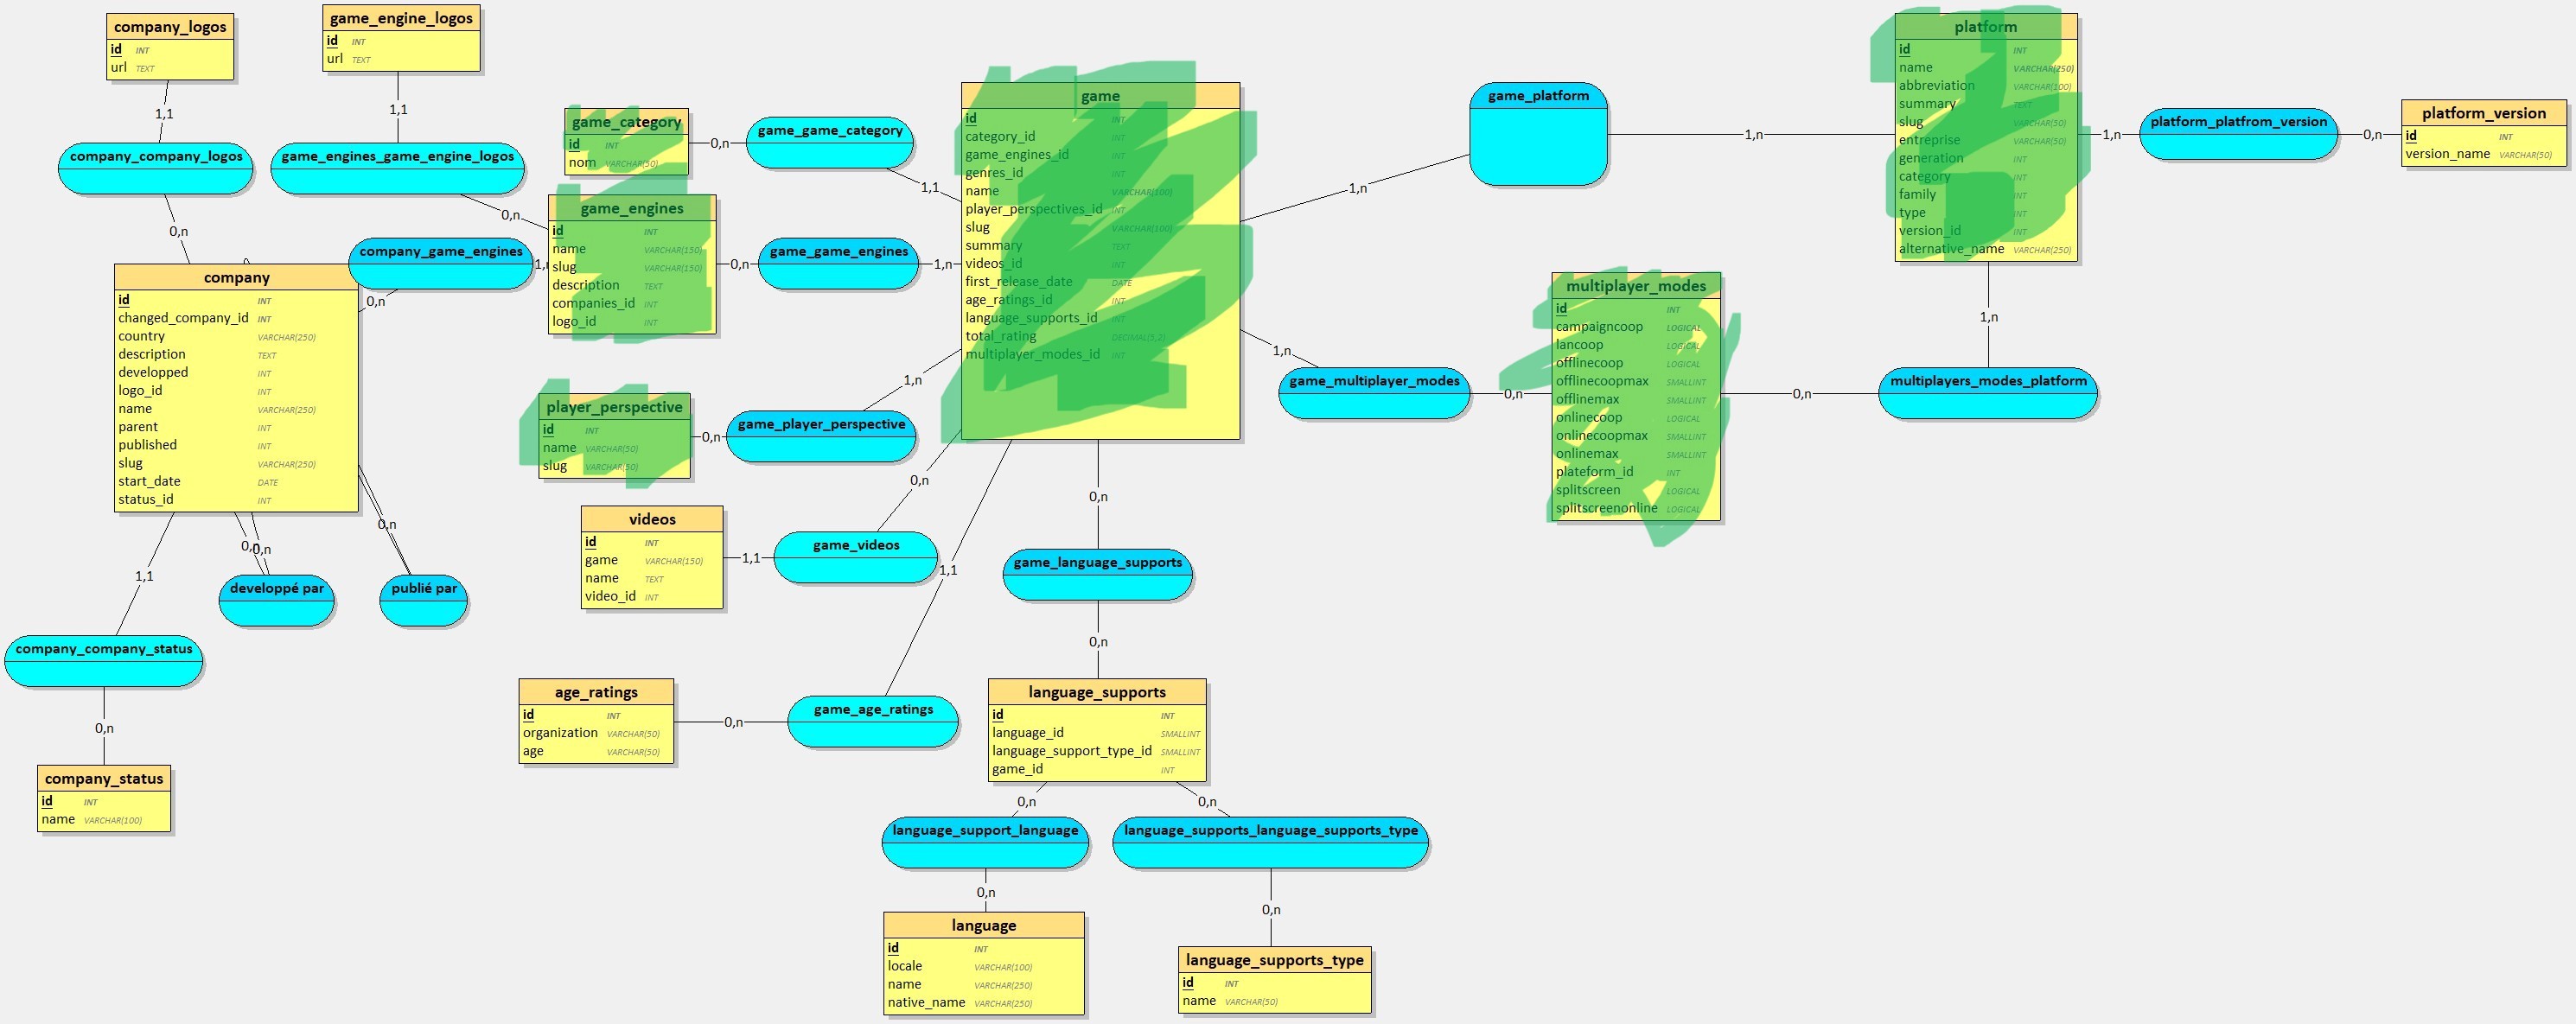 company_logos
id INT
url TEXT
1,1
company_company_logos
0,n
game_engine_logos
id INT
url TEXT
1,1
game_engines_game_engine_logos
0,n
company
id INT
changed_company_id INT
country VARCHAR(250)
description TEXT
developped INT
logo_id INT
name VARCHAR(250)
parent INT
published INT
slug VARCHAR(250)
start_date DATE
status_id INT
company_game_engines
0,n
1,
0,n
0,n
0,n
developpé par
publié par
1,1
company_company_status
0,n
company_status
id INT
name VARCHAR(100)
game_category
id INT
nom VARCHAR(50)
0,n
game_game_category
1,1
game_engines
id INT
name VARCHAR(150)
slug VARCHAR(150)
description TEXT
companies_id INT
logo_id INT
0,n
game_game_engines
1,n
player_perspective
id INT
name VARCHAR(50)
slug VARCHAR(50)
0,n
game_player_perspective
1,n
videos
id INT
game VARCHAR(150)
name TEXT
video_id INT
1,1
game_videos
0,n
age_ratings
id INT
organization VARCHAR(50)
age VARCHAR(50)
0,n
game_age_ratings
1,1
game
id INT
category_id INT
game_engines_id INT
genres_id INT
name VARCHAR(100)
player_perspectives_id INT
slug VARCHAR(100)
summary TEXT
videos_id INT
first_release_date DATE
age_ratings_id INT
language_supports_id INT
total_rating DECIMAL(5,2)
multiplayer_modes_id INT
0,n
game_language_supports
0,n
language_supports
id INT
language_id SMALLINT
language_support_type_id SMALLINT
game_id INT
0,n
0,n
language_support_language
language_supports_language_supports_type
0,n
0,n
language
id INT
locale VARCHAR(100)
name VARCHAR(250)
native_name VARCHAR(250)
language_supports_type
id INT
name VARCHAR(50)
game_platform
1,n
1,n
1,n
game_multiplayer_modes
0,n
multiplayer_modes
id INT
campaigncoop LOGICAL
lancoop LOGICAL
offlinecoop LOGICAL
offlinecoopmax SMALLINT
offlinemax SMALLINT
onlinecoop LOGICAL
onlinecoopmax SMALLINT
onlinemax SMALLINT
plateform_id INT
splitscreen LOGICAL
splitscreenonline LOGICAL
0,n
multiplayers_modes_platform
1,n
platform
id INT
name VARCHAR(250)
abbreviation VARCHAR(100)
summary TEXT
slug VARCHAR(50)
entreprise VARCHAR(50)
generation INT
category INT
family INT
type INT
version_id INT
alternative_name VARCHAR(250)
1,n
platform_platfrom_version
0,n
platform_version
id INT
version_name VARCHAR(50)